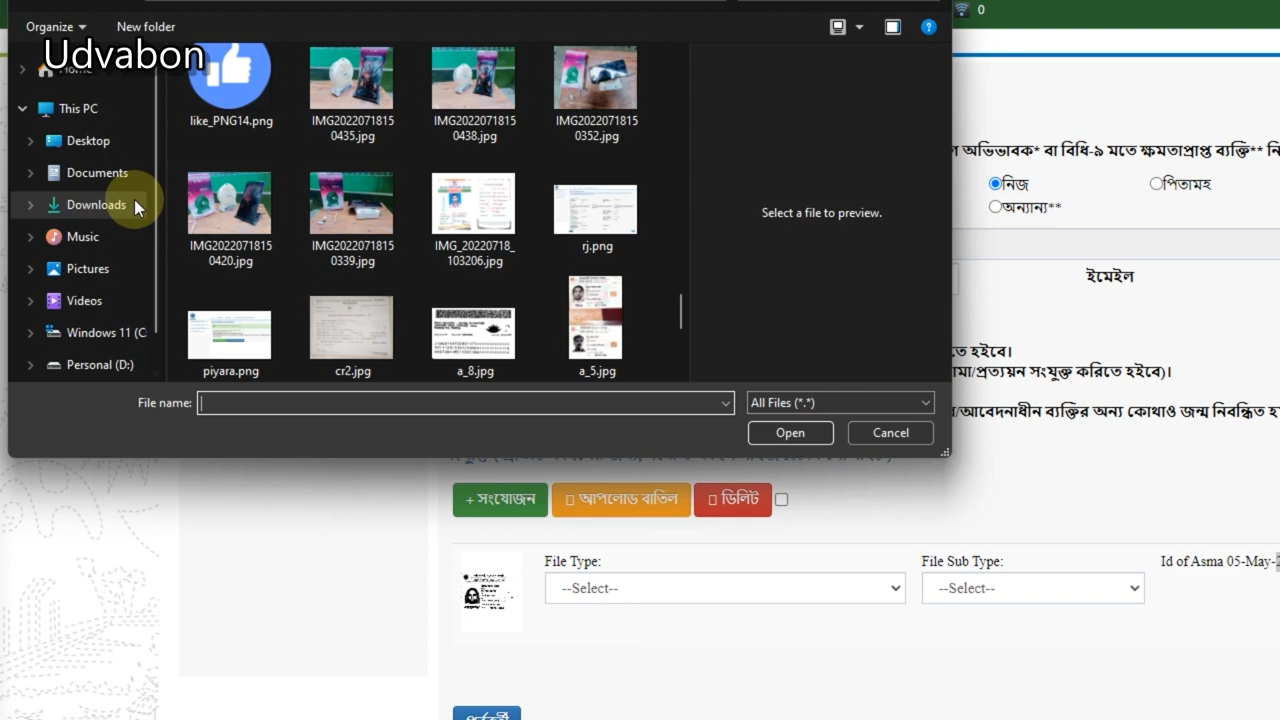 0
Organize
New folder
Udvabon
Home
This PC
Desktop
Documents
Downloads
Music
Pictures
Videos
Windows 11 (C
Personal (D:)
like_PNG14.png
IMG2022071815
0435.jpg
IMG2022071815
0438.jpg
IMG2022071815
0352.jpg
IMG2022071815
0420.jpg
IMG2022071815
0339.jpg
IMG_20220718_
103206.jpg
rj.png
piyara.png
cr2.jpg
a_8.jpg
a_5.jpg
Select a file to preview.
File name:
All Files (*.*)
Open
Cancel
অভিভাবক* বা বিধি-৯ মতে ক্ষমতাপ্রাপ্ত ব্যক্তি** নি
নিজ
পিতামহ
অন্যান্য**
ইমেইল
তে হইবে।
মা/প্রত্যয়ন সংযুক্ত করিতে হইবে)।
/আবেদনাধীন ব্যক্তির অন্য কোথাও জন্ম নিবন্ধিত হ
+ সংযোজন
আপলোড বাতিল
ডিলিট
File Type:
File Sub Type:
Id of Asma 05-May-2
--Select--
--Select--